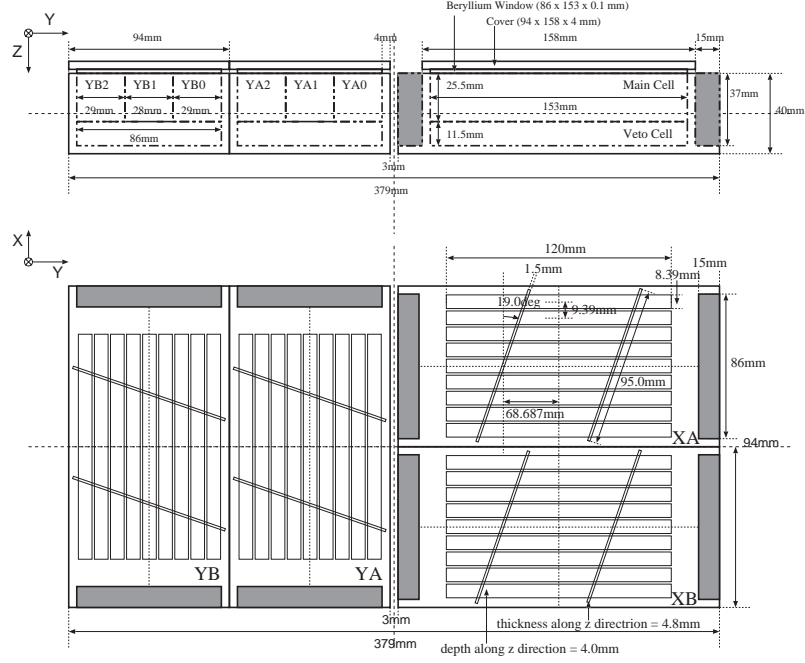 Beryllium Window (86 x 153 x 0.1 mm)
Cover (94 x 158 x 4 mm)
Y
Z
94mm
4mm
158mm
15mm
YB2
YB1
YB0
YA2
YA1
YA0
25.5mm
Main Cell
37mm
29mm
28mm
29mm
153mm
40mm
86mm
11.5mm
Veto Cell
3mm
379mm
X
Y
120mm
15mm
1.5mm
8.39mm
19.0deg
9.39mm
86mm
95.0mm
68.687mm
XA
94mm
YB
YA
XB
3mm
thickness along z directrion = 4.8mm
379mm
depth along z direction = 4.0mm